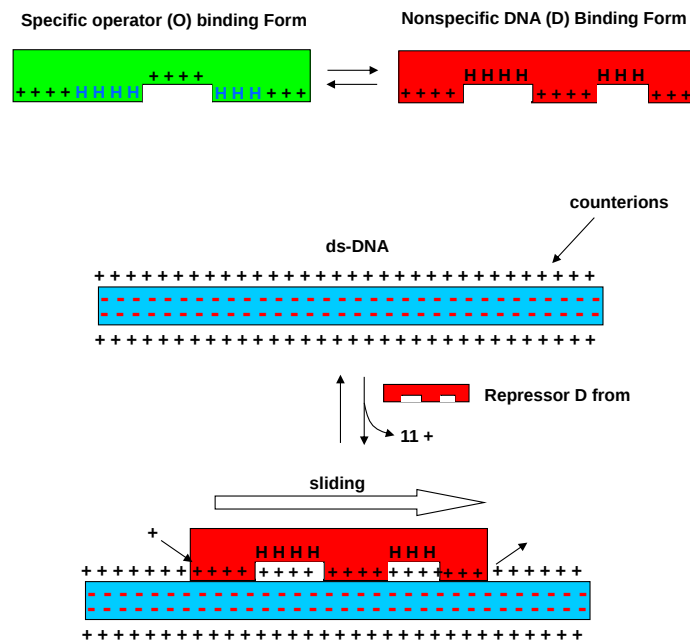 Specific operator (O) binding Form
Nonspecific DNA (D) Binding Form
+ + + +
+ + + + H H H H H H H + + +
H H H H H H H
+ + + + + + + + + + +
counterions
ds-DNA
+ + + + + + + + + + + + + + + + + + + + + + + + + + + + + + +
- - - - - - - - - - - - - - - - - - - - - - - - - - - - - - -
- - - - - - - - - - - - - - - - - - - - - - - - - - - - - - -
+ + + + + + + + + + + + + + + + + + + + + + + + + + + + + + +
Repressor D from
11 +
sliding
+
H H H H H H H
+ + + + + + + + + + + + + + + + + + + + + + + + + + + + + + + +
- - - - - - - - - - - - - - - - - - - - - - - - - - - - - - -
- - - - - - - - - - - - - - - - - - - - - - - - - - - - - - -
+ + + + + + + + + + + + + + + + + + + + + + + + + + + + + + +